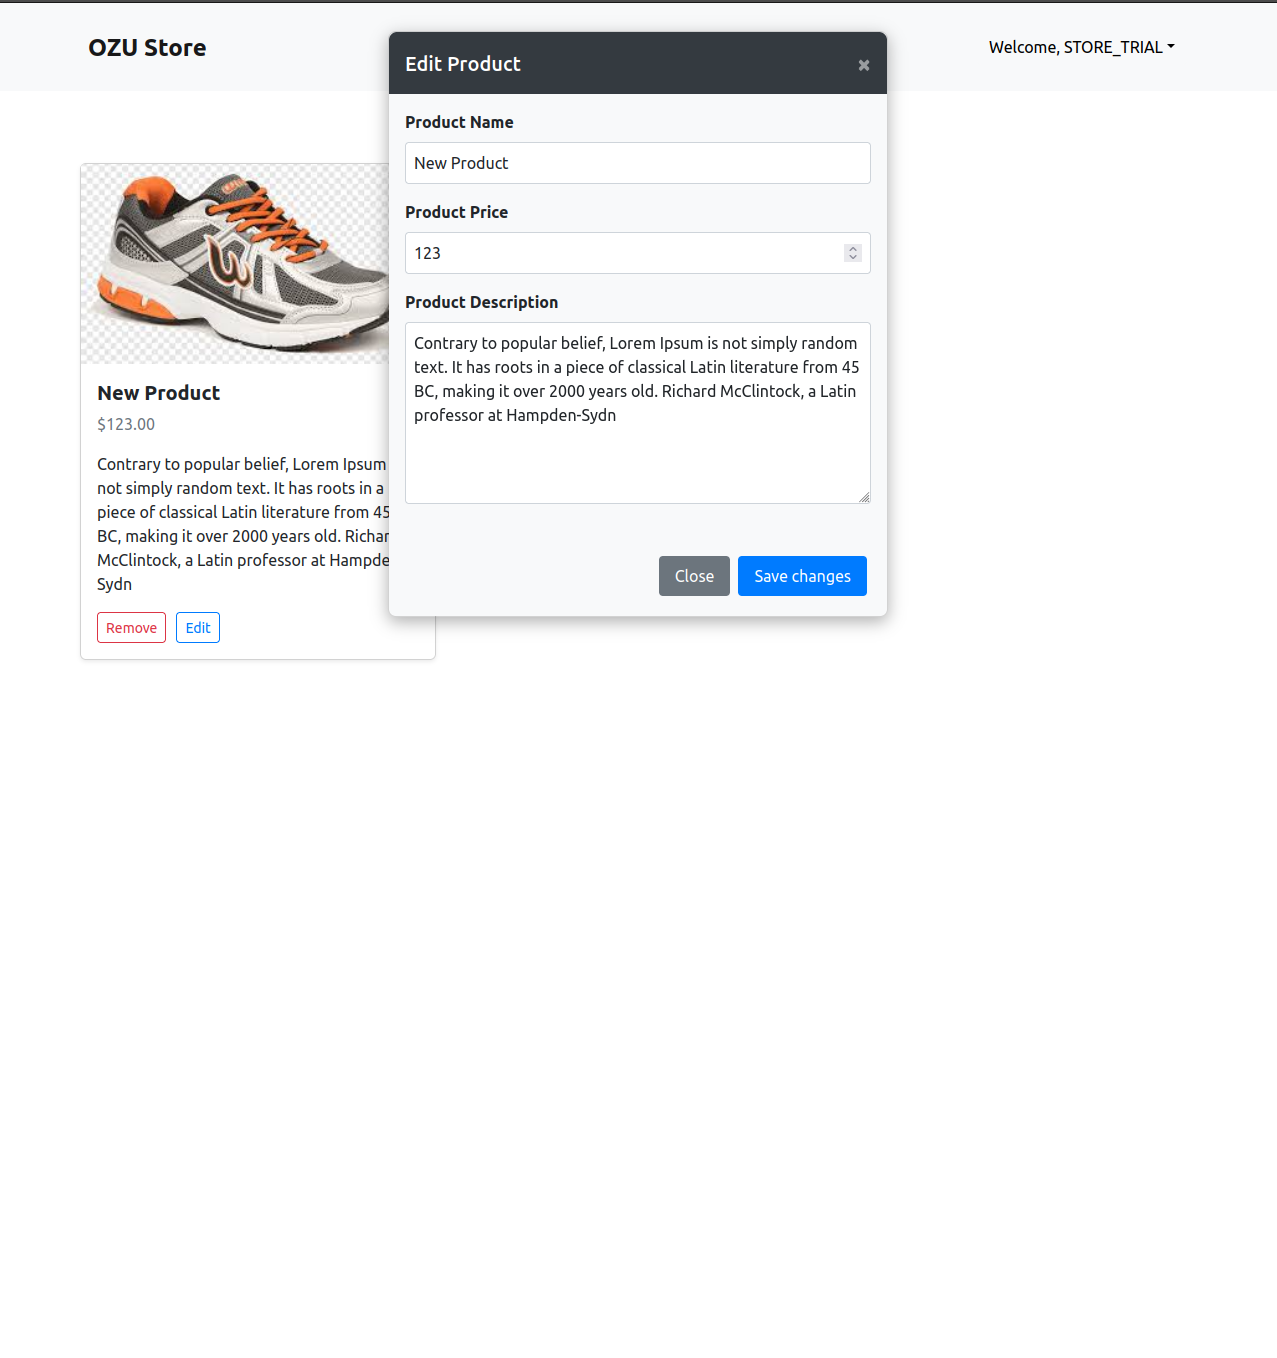 OZU Store
Welcome, STORE_TRIAL
Edit Product
×
Product Name
New Product
Product Price
123
Product Description
Contrary to popular belief, Lorem Ipsum is not simply random
text. It has roots in a piece of classical Latin literature from 45
BC, making it over 2000 years old. Richard McClintock, a Latin
professor at Hampden-Sydn
Close
Save changes
New Product
$123.00
Contrary to popular belief, Lorem Ipsum
not simply random text. It has roots in a
piece of classical Latin literature from 45
BC, making it over 2000 years old. Richar
McClintock, a Latin professor at Hampde
Sydn
Remove
Edit